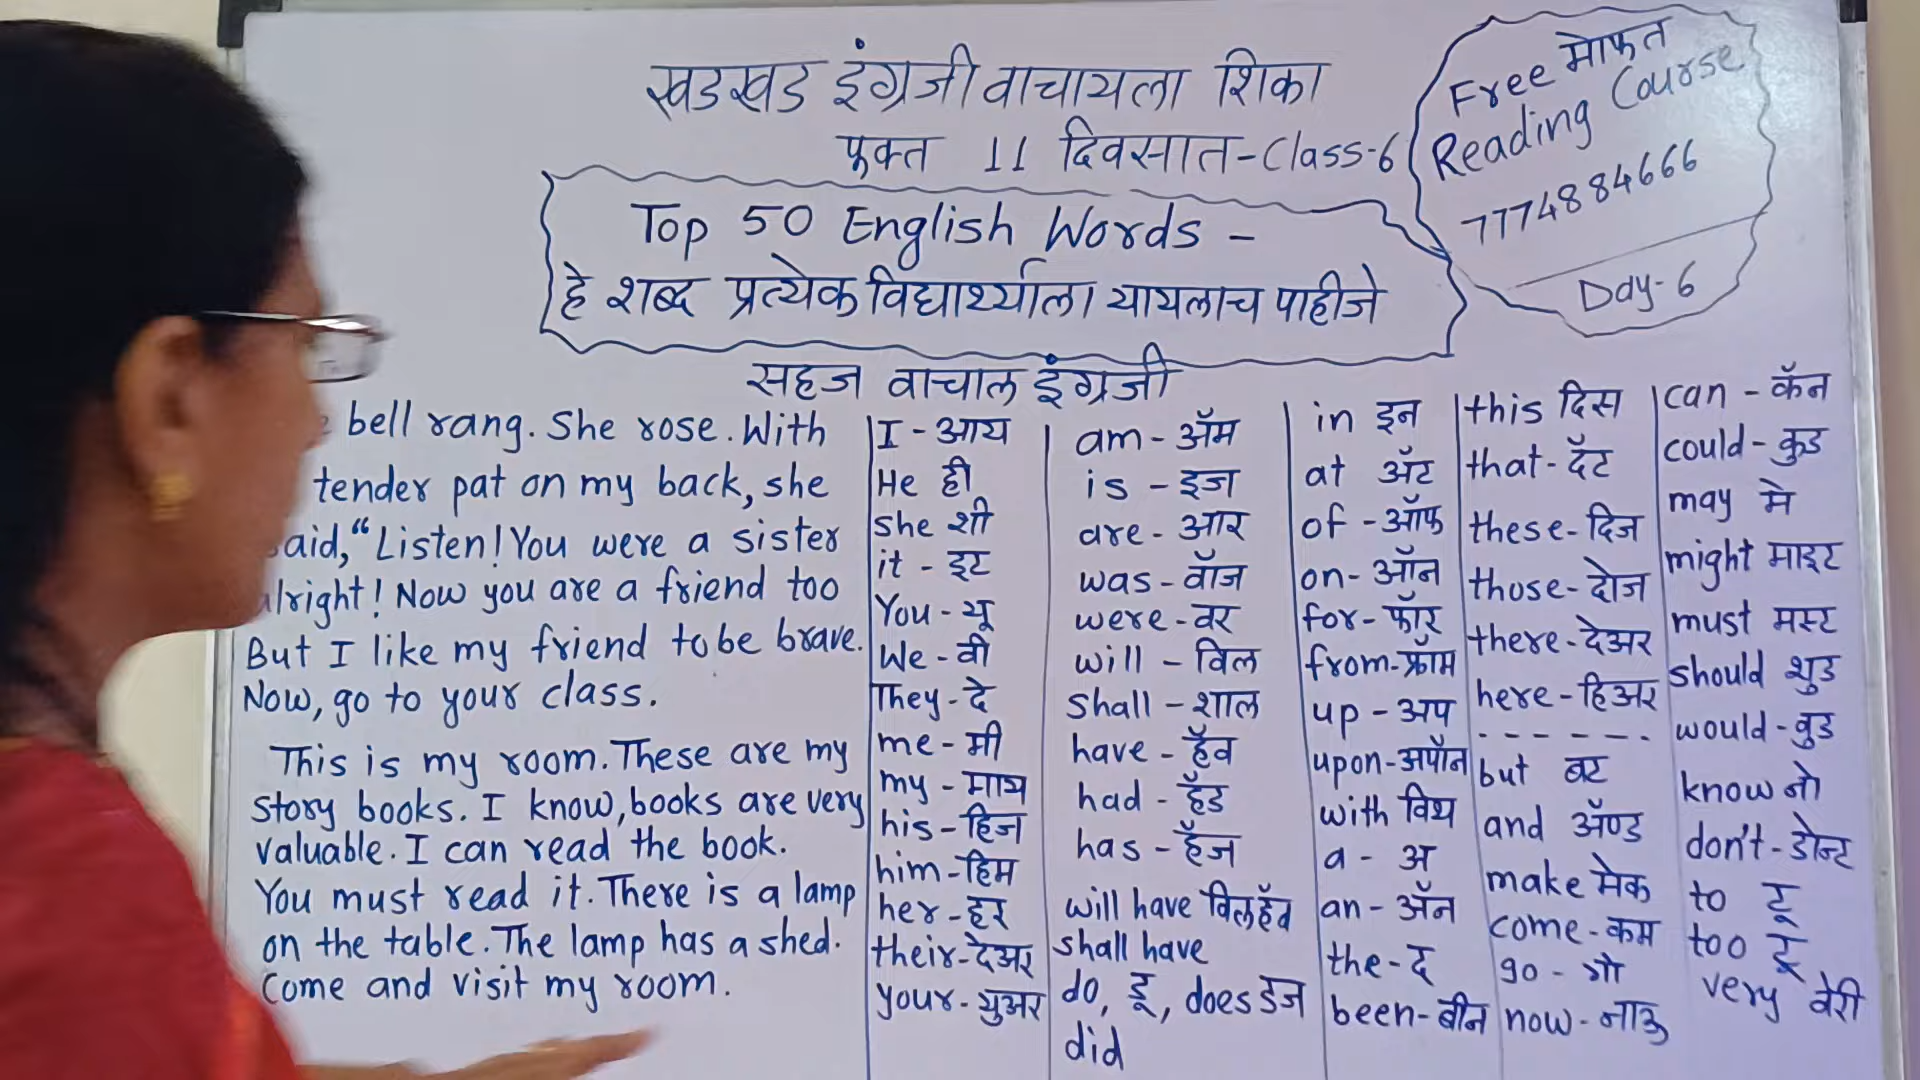 खडखड इंग्रजी वाचायला शिका
फक्त 11 दिवसात-Class-6
Free मोफत
Reading Course
7774884666
Day-6
Top 50 English Words -
हे शब्द प्रत्येक विद्यार्थ्याला यायलाच पाहीजे
सहज वाचाल इंग्रजी
bell rang. She rose. With
tender pat on my back, she
aid, "Listen! You were a sister
lright! Now you are a friend too
But I like my friend to be brave.
Now, go to your class.
This is my room. These are my
story books. I know, books are very
valuable. I can read the book.
You must read it. There is a lamp
on the table. The lamp has a shed.
Come and visit my room.
I - आय
He ही
she शी
it - इट
You - यू
We - वी
They - दे
me - मी
my - माय
his - हिज
him - हिम
her - हर
their - देअर
your - युअर
am - ॲम
is - इज
are - आर
was - वॉज
were - वर
will - विल
shall - शाल
have - हॅव
had - हॅड
has - हॅज
will have विलहॅव
shall have
do, डू, does डज
did
in इन
at ॲट
of - ऑफ
on - ऑन
for - फॉर
from - फ्रॉम
up - अप
upon - अपॉन
with विथ
a - अ
an - ॲन
the - द
been - बीन
this दिस
that - दॅट
these - दिज
those - दोज
there - देअर
here - हिअर
- - - - - -
but बट
and ॲण्ड
make मेक
come - कम
go - गो
now - नाऊ
can - कॅन
could - कुड
may मे
might माइट
must मस्ट
should शुड
would - वुड
know नो
don't - डोन्ट
to टू
too टू
very वेरी